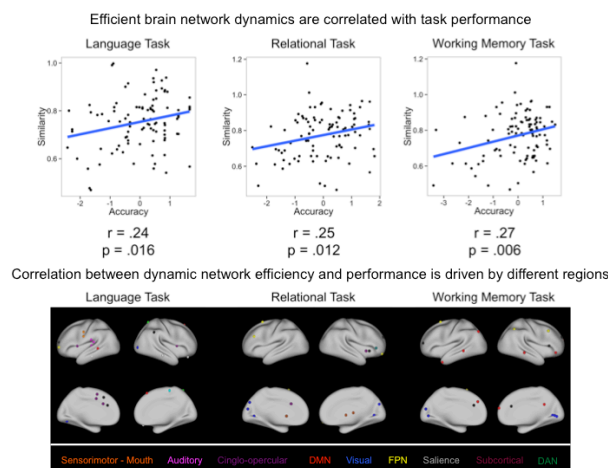 Efficient brain network dynamics are correlated with task performance
Language Task Relational Task Working Memory Task
1.0 1.2 1.2
1.0 1.0
0.8 0.8 0.8
0.6 0.6 0.6
Similarity Similarity Similarity
-2 -1 0 1 -2 -1 0 1 2 -3 -2 -1 0 1
Accuracy Accuracy Accuracy
r = .24 r = .25 r = .27
p = .016 p = .012 p = .006
Correlation between dynamic network efficiency and performance is driven by different regions
Language Task Relational Task Working Memory Task
Sensorimotor - Mouth Auditory Cinglo-opercular DMN Visual FPN Salience Subcortical DAN